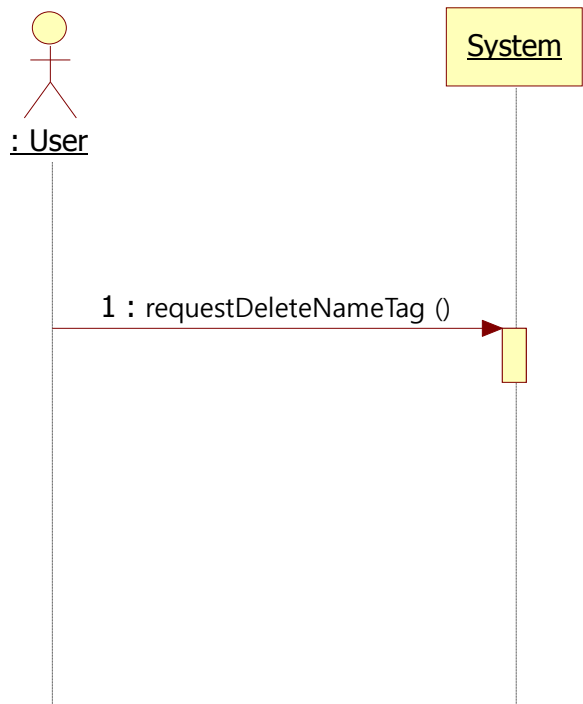 System
: User
1 : requestDeleteNameTag ()